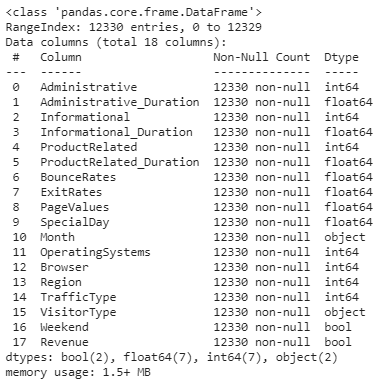 <class 'pandas.core.frame.DataFrame'>
RangeIndex: 12330 entries, 0 to 12329
Data columns (total 18 columns):
 #   Column                   Non-Null Count  Dtype
---  ------                   --------------  -----
 0   Administrative           12330 non-null  int64
 1   Administrative_Duration  12330 non-null  float64
 2   Informational            12330 non-null  int64
 3   Informational_Duration   12330 non-null  float64
 4   ProductRelated           12330 non-null  int64
 5   ProductRelated_Duration  12330 non-null  float64
 6   BounceRates              12330 non-null  float64
 7   ExitRates                12330 non-null  float64
 8   PageValues               12330 non-null  float64
 9   SpecialDay               12330 non-null  float64
 10  Month                    12330 non-null  object
 11  OperatingSystems         12330 non-null  int64
 12  Browser                  12330 non-null  int64
 13  Region                   12330 non-null  int64
 14  TrafficType              12330 non-null  int64
 15  VisitorType              12330 non-null  object
 16  Weekend                  12330 non-null  bool
 17  Revenue                  12330 non-null  bool
dtypes: bool(2), float64(7), int64(7), object(2)
memory usage: 1.5+ MB